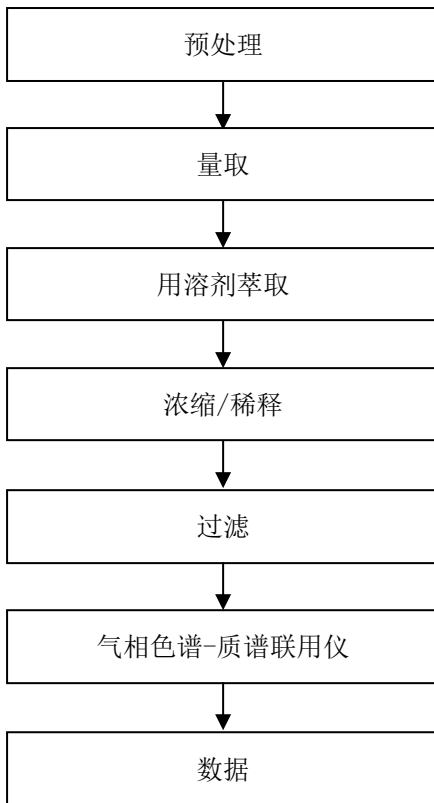 预处理
量取
用溶剂萃取
浓缩/稀释
过滤
气相色谱-质谱联用仪
数据